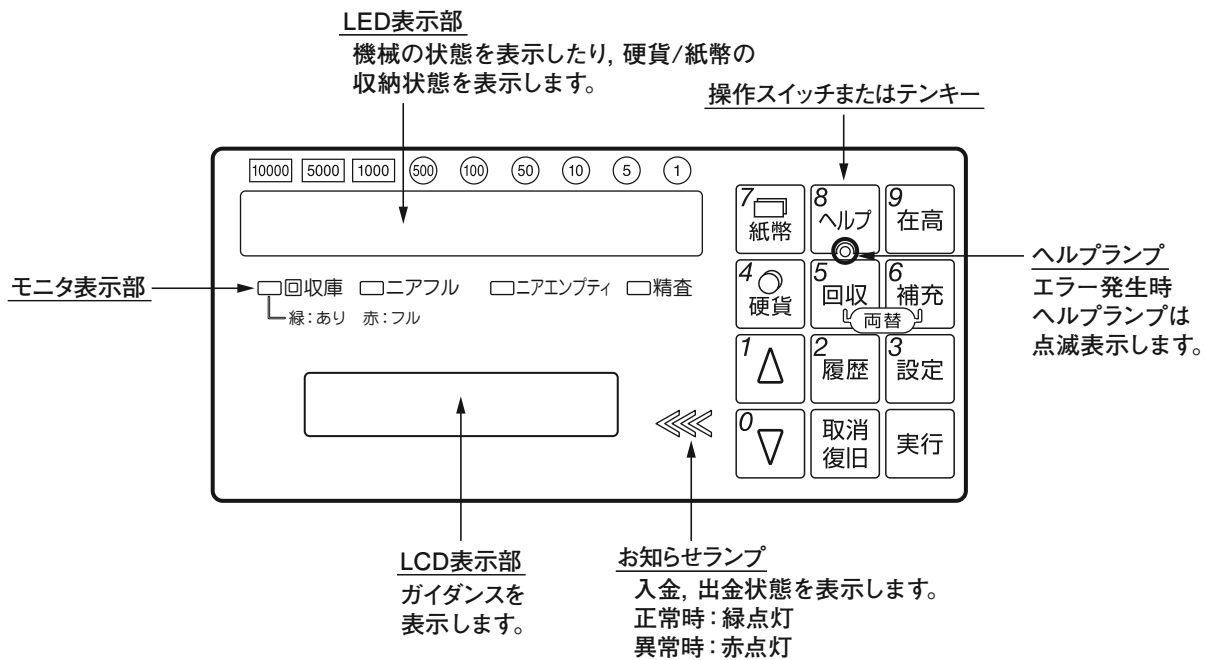 LED表示部
機械の状態を表示したり, 硬貨/紙幣の
収納状態を表示します。
操作スイッチまたはテンキー
10000 5000 1000 500 100 50 10 5 1
7 紙幣
8 ヘルプ
9 在高
モニタ表示部
回収庫 ニアフル ニアエンプティ 精査
緑：あり 赤：フル
4 硬貨
5 回収
6 補充
両替
ヘルプランプ
エラー発生時
ヘルプランプは
点滅表示します。
1 △
2 履歴
3 設定
0 ▽
取消
復旧
実行
LCD表示部
ガイダンスを
表示します。
お知らせランプ
入金, 出金状態を表示します。
正常時：緑点灯
異常時：赤点灯